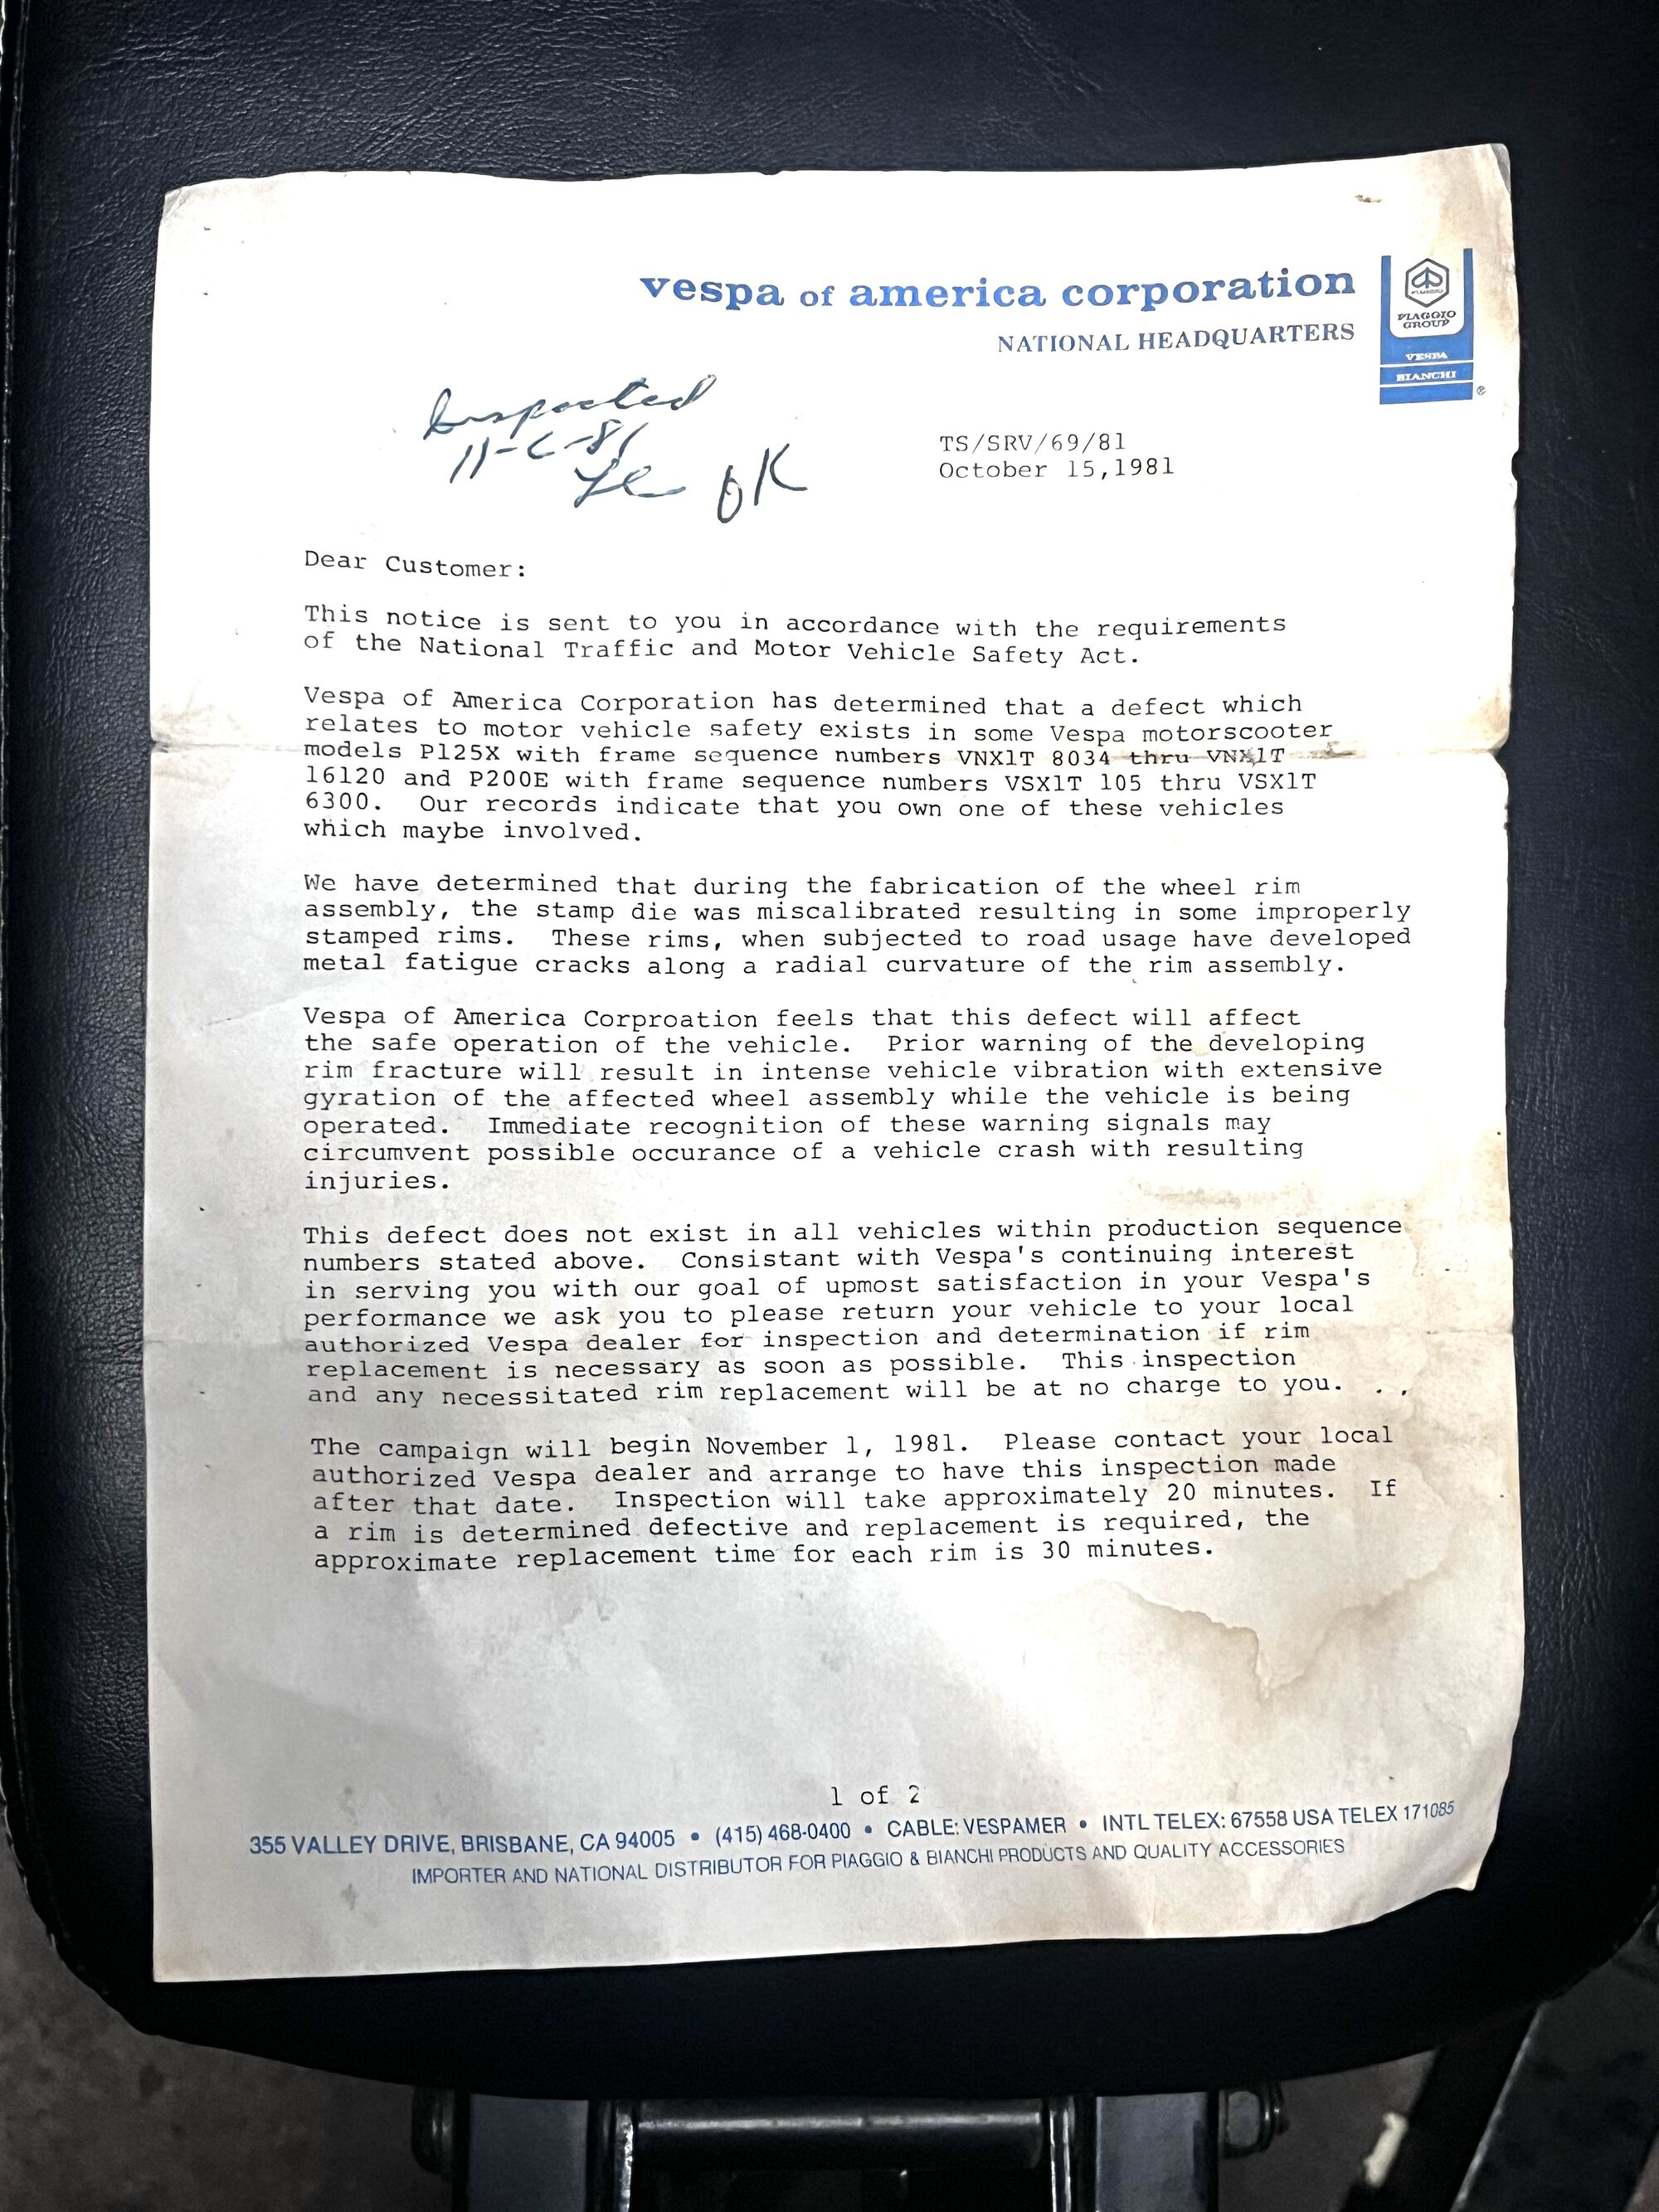 vespa of america corporation
NATIONAL HEADQUARTERS
PIAGGIO
GROUP
VESPA
BIANCHI
®
Inspected
11-6-81
OK
TS/SRV/69/81
October 15,1981
Dear Customer:
This notice is sent to you in accordance with the requirements
of the National Traffic and Motor Vehicle Safety Act.
Vespa of America Corporation has determined that a defect which
relates to motor vehicle safety exists in some Vespa motorscooter
models P125X with frame sequence numbers VNX1T 8034 thru VNX1T
16120 and P200E with frame sequence numbers VSX1T 105 thru VSX1T
6300.  Our records indicate that you own one of these vehicles
which maybe involved.
We have determined that during the fabrication of the wheel rim
assembly, the stamp die was miscalibrated resulting in some improperly
stamped rims.  These rims, when subjected to road usage have developed
metal fatigue cracks along a radial curvature of the rim assembly.
Vespa of America Corproation feels that this defect will affect
the safe operation of the vehicle.  Prior warning of the developing
rim fracture will result in intense vehicle vibration with extensive
gyration of the affected wheel assembly while the vehicle is being
operated.  Immediate recognition of these warning signals may
circumvent possible occurance of a vehicle crash with resulting
injuries.
This defect does not exist in all vehicles within production sequence
numbers stated above.  Consistant with Vespa's continuing interest
in serving you with our goal of upmost satisfaction in your Vespa's
performance we ask you to please return your vehicle to your local
authorized Vespa dealer for inspection and determination if rim
replacement is necessary as soon as possible.  This inspection
and any necessitated rim replacement will be at no charge to you.
The campaign will begin November 1, 1981.  Please contact your local
authorized Vespa dealer and arrange to have this inspection made
after that date.  Inspection will take approximately 20 minutes.  If
a rim is determined defective and replacement is required, the
approximate replacement time for each rim is 30 minutes.
1 of 2
355 VALLEY DRIVE, BRISBANE, CA 94005 • (415) 468-0400 • CABLE: VESPAMER • INTL TELEX: 67558 USA TELEX 171085
IMPORTER AND NATIONAL DISTRIBUTOR FOR PIAGGIO & BIANCHI PRODUCTS AND QUALITY ACCESSORIES